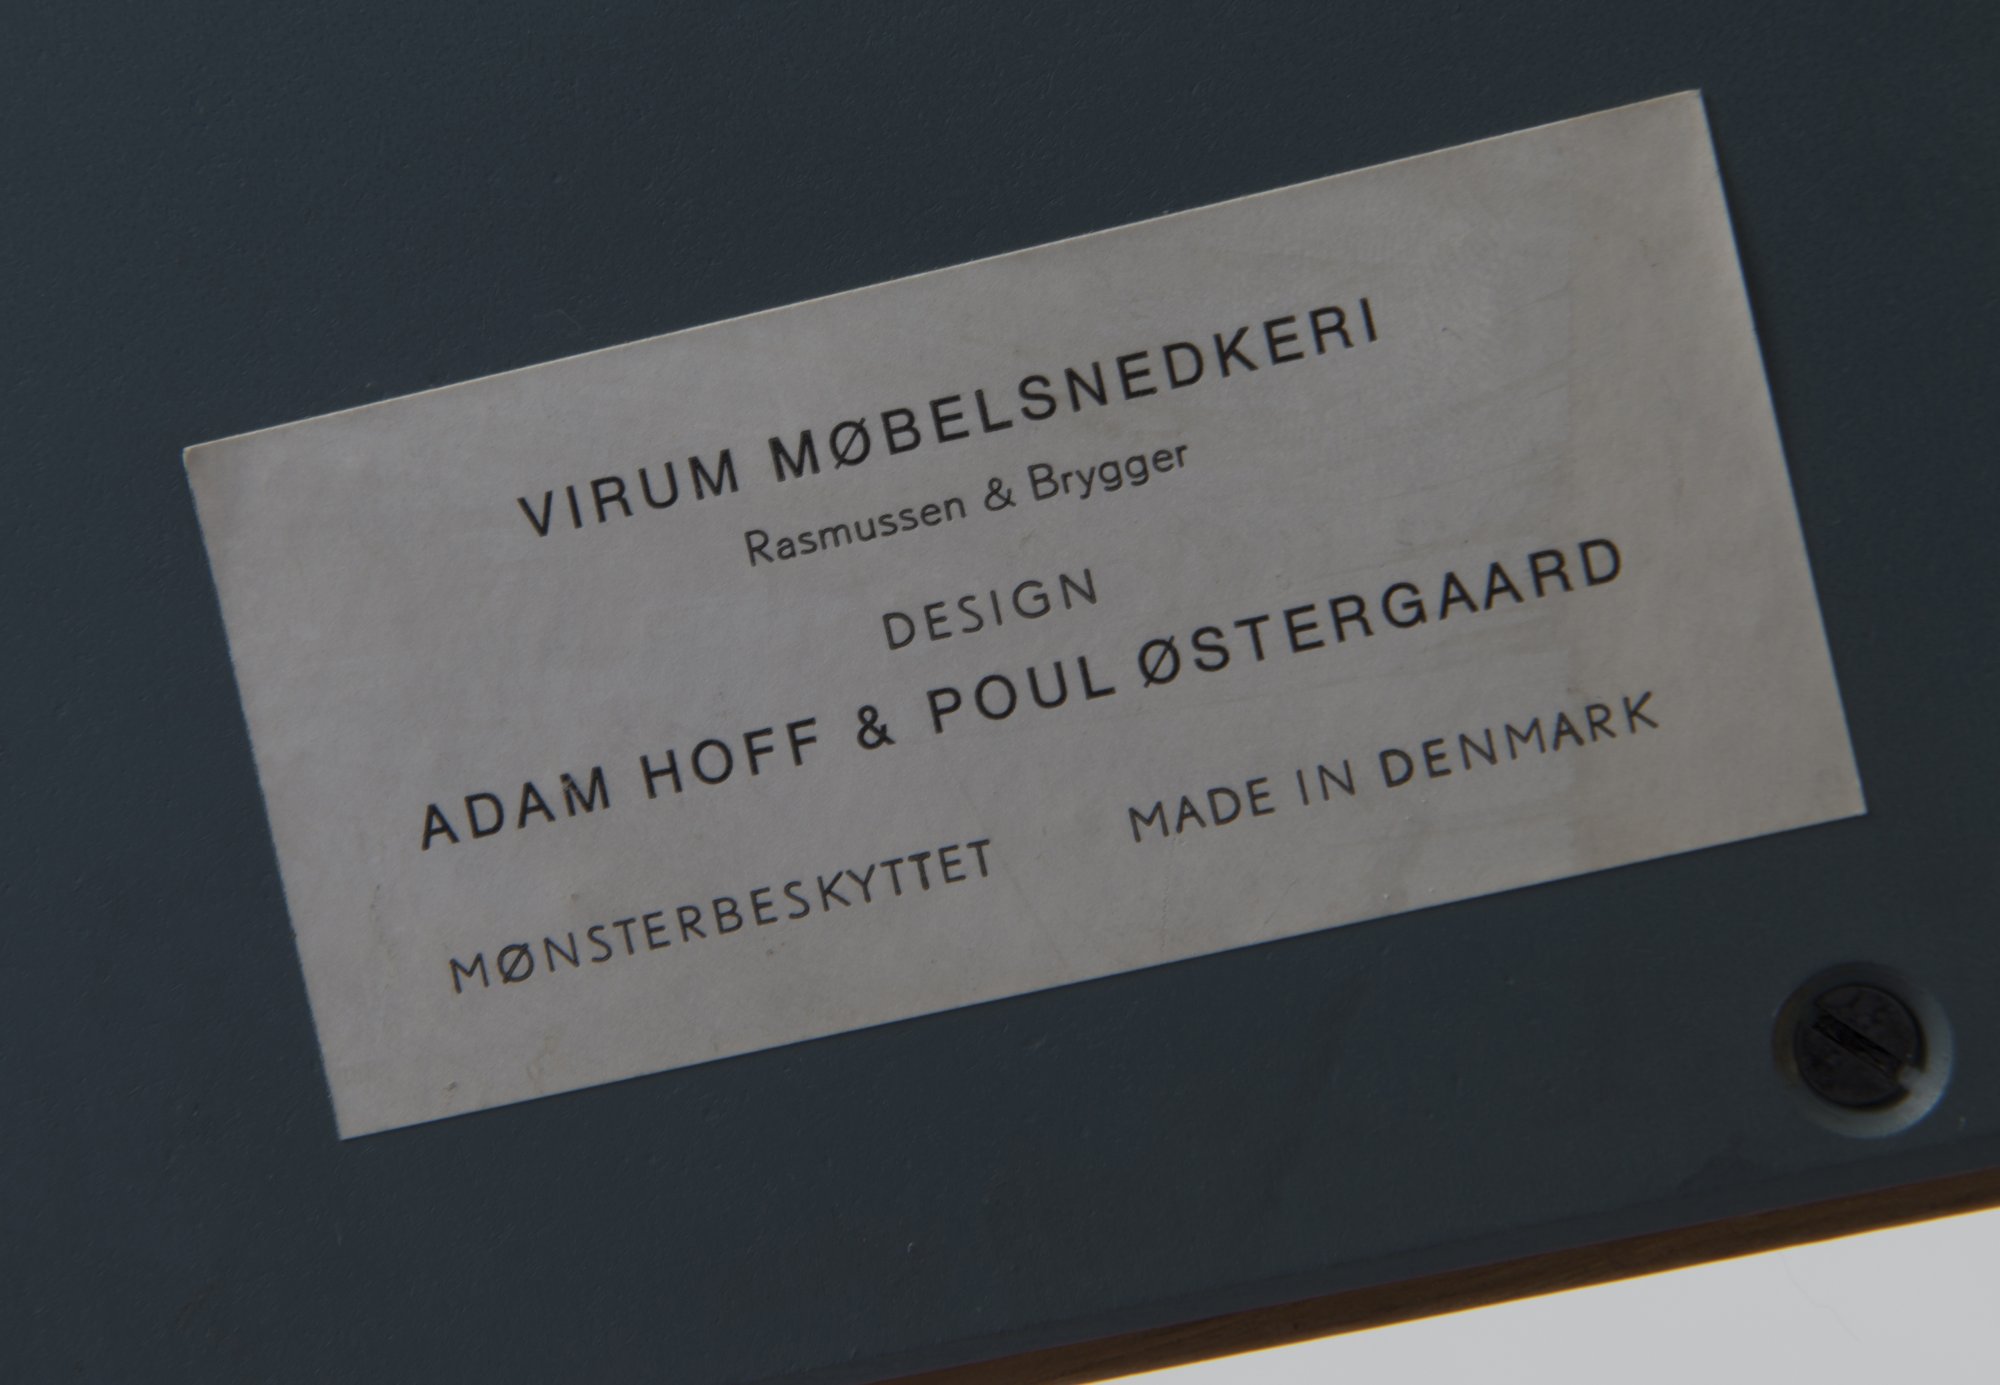 VIRUM MØBELSNEDKERI
Rasmussen & Brygger
DESIGN
ADAM HOFF & POUL ØSTERGAARD
MØNSTERBESKYTTET MADE IN DENMARK